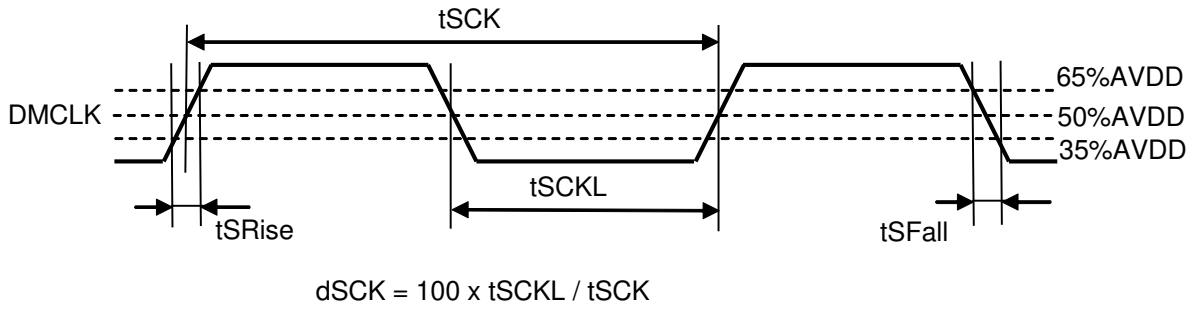 tSCK
65%AVDD
DMCLK
50%AVDD
35%AVDD
tSCKL
tSRise
tSFall
dSCK = 100 x tSCKL / tSCK